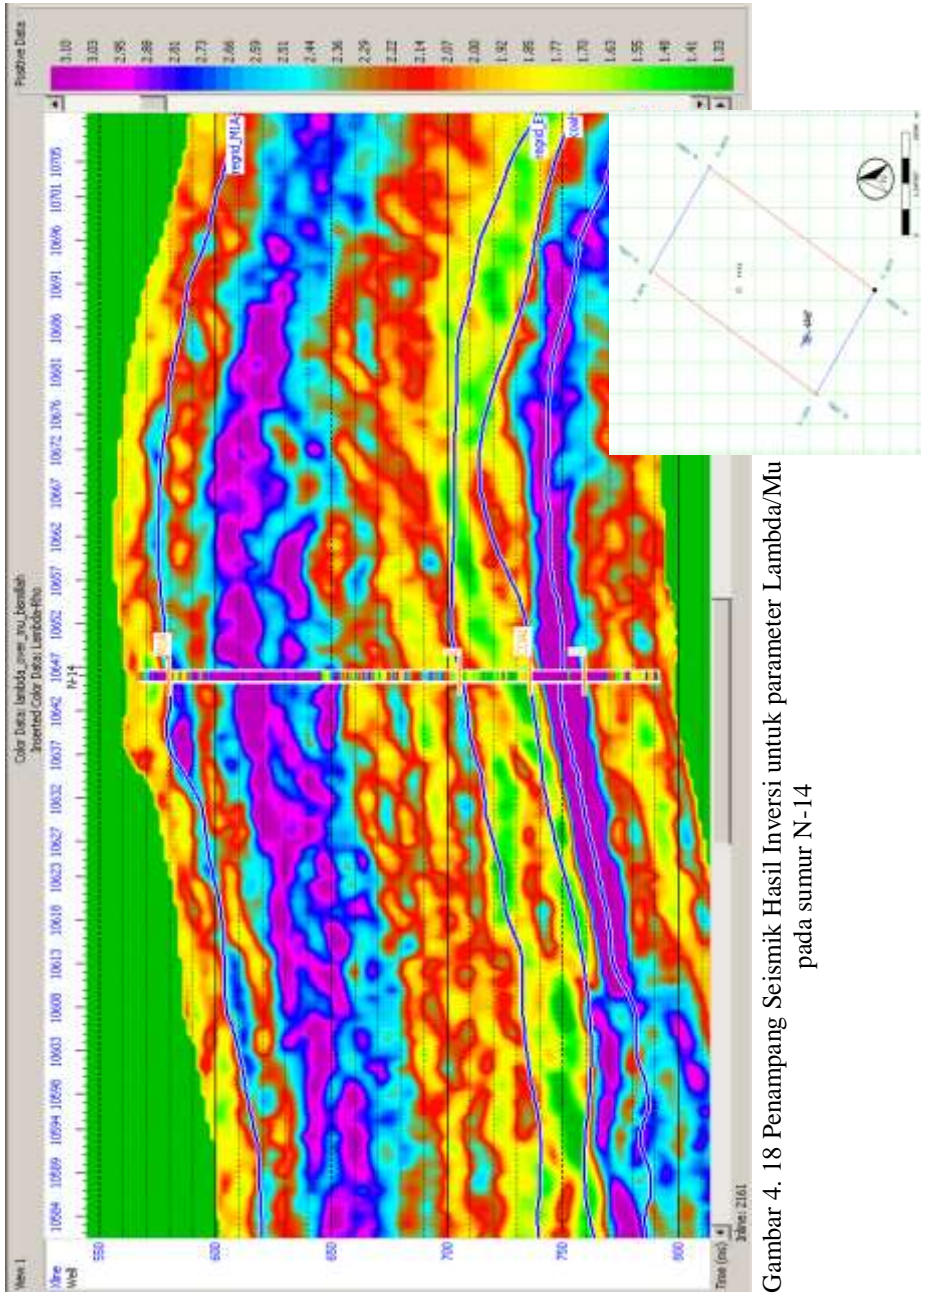 View 1
Color Data: lambda_over_mu_bismillah
Inserted Color Data: Lambda-Rho
Positive Data
Xline 10584 10589 10594 10598 10603 10608 10613 10618 10623 10627 10632 10637 10642 10647 10652 10657 10662 10667 10672 10676 10681 10686 10691 10696 10701 10705
Well N-14
3.10
3.03
2.95
2.88
2.81
2.73
2.66
2.59
2.51
2.44
2.36
2.29
2.22
2.14
2.07
2.00
1.92
1.85
1.77
1.70
1.63
1.55
1.48
1.41
1.33
550
600
650
700
750
800
regrid_M1A
regrid_E
coal
Time (ms)
Inline: 2161
Gambar 4. 18 Penampang Seismik Hasil Inversi untuk parameter Lambda/Mu
pada sumur N-14